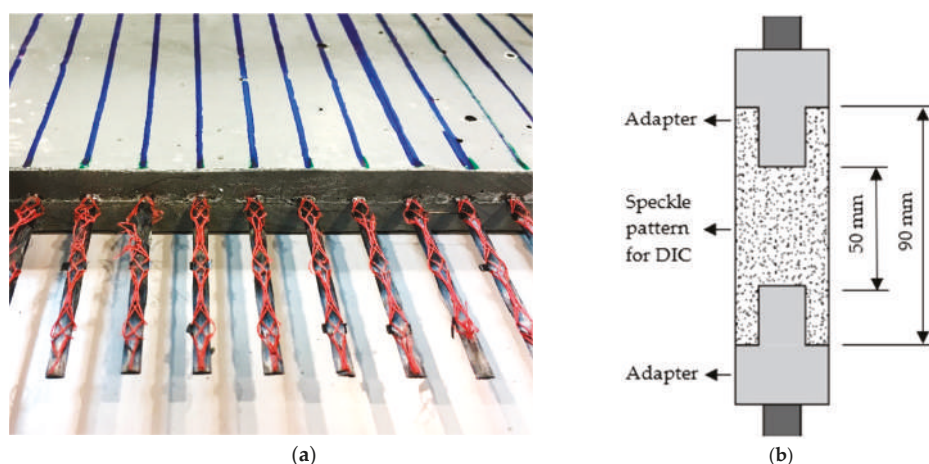 Adapter
Speckle
pattern
for DIC
50 mm
90 mm
Adapter
(a)
(b)